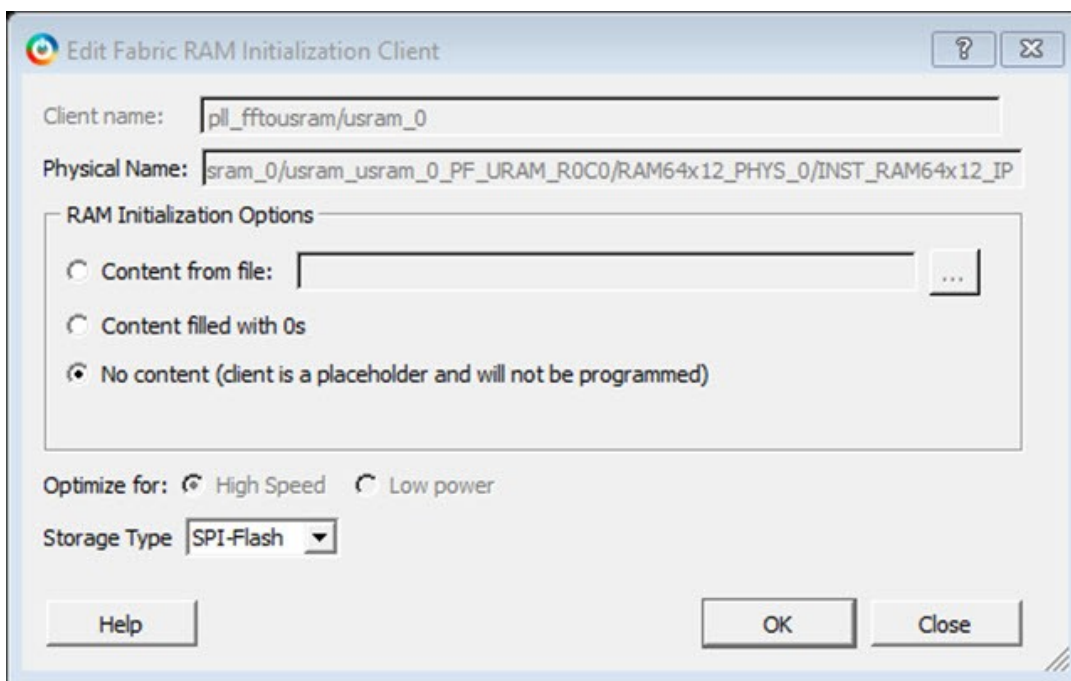 Edit Fabric RAM Initialization Client
?
Client name: pll_fftousram/usram_0
Physical Name: sram_0/usram_usram_0_PF_URAM_R0C0/RAM64x12_PHYS_0/INST_RAM64x12_IP
RAM Initialization Options
Content from file: ...
Content filled with 0s
No content (client is a placeholder and will not be programmed)
Optimize for: High Speed Low power
Storage Type SPI-Flash
Help OK Close